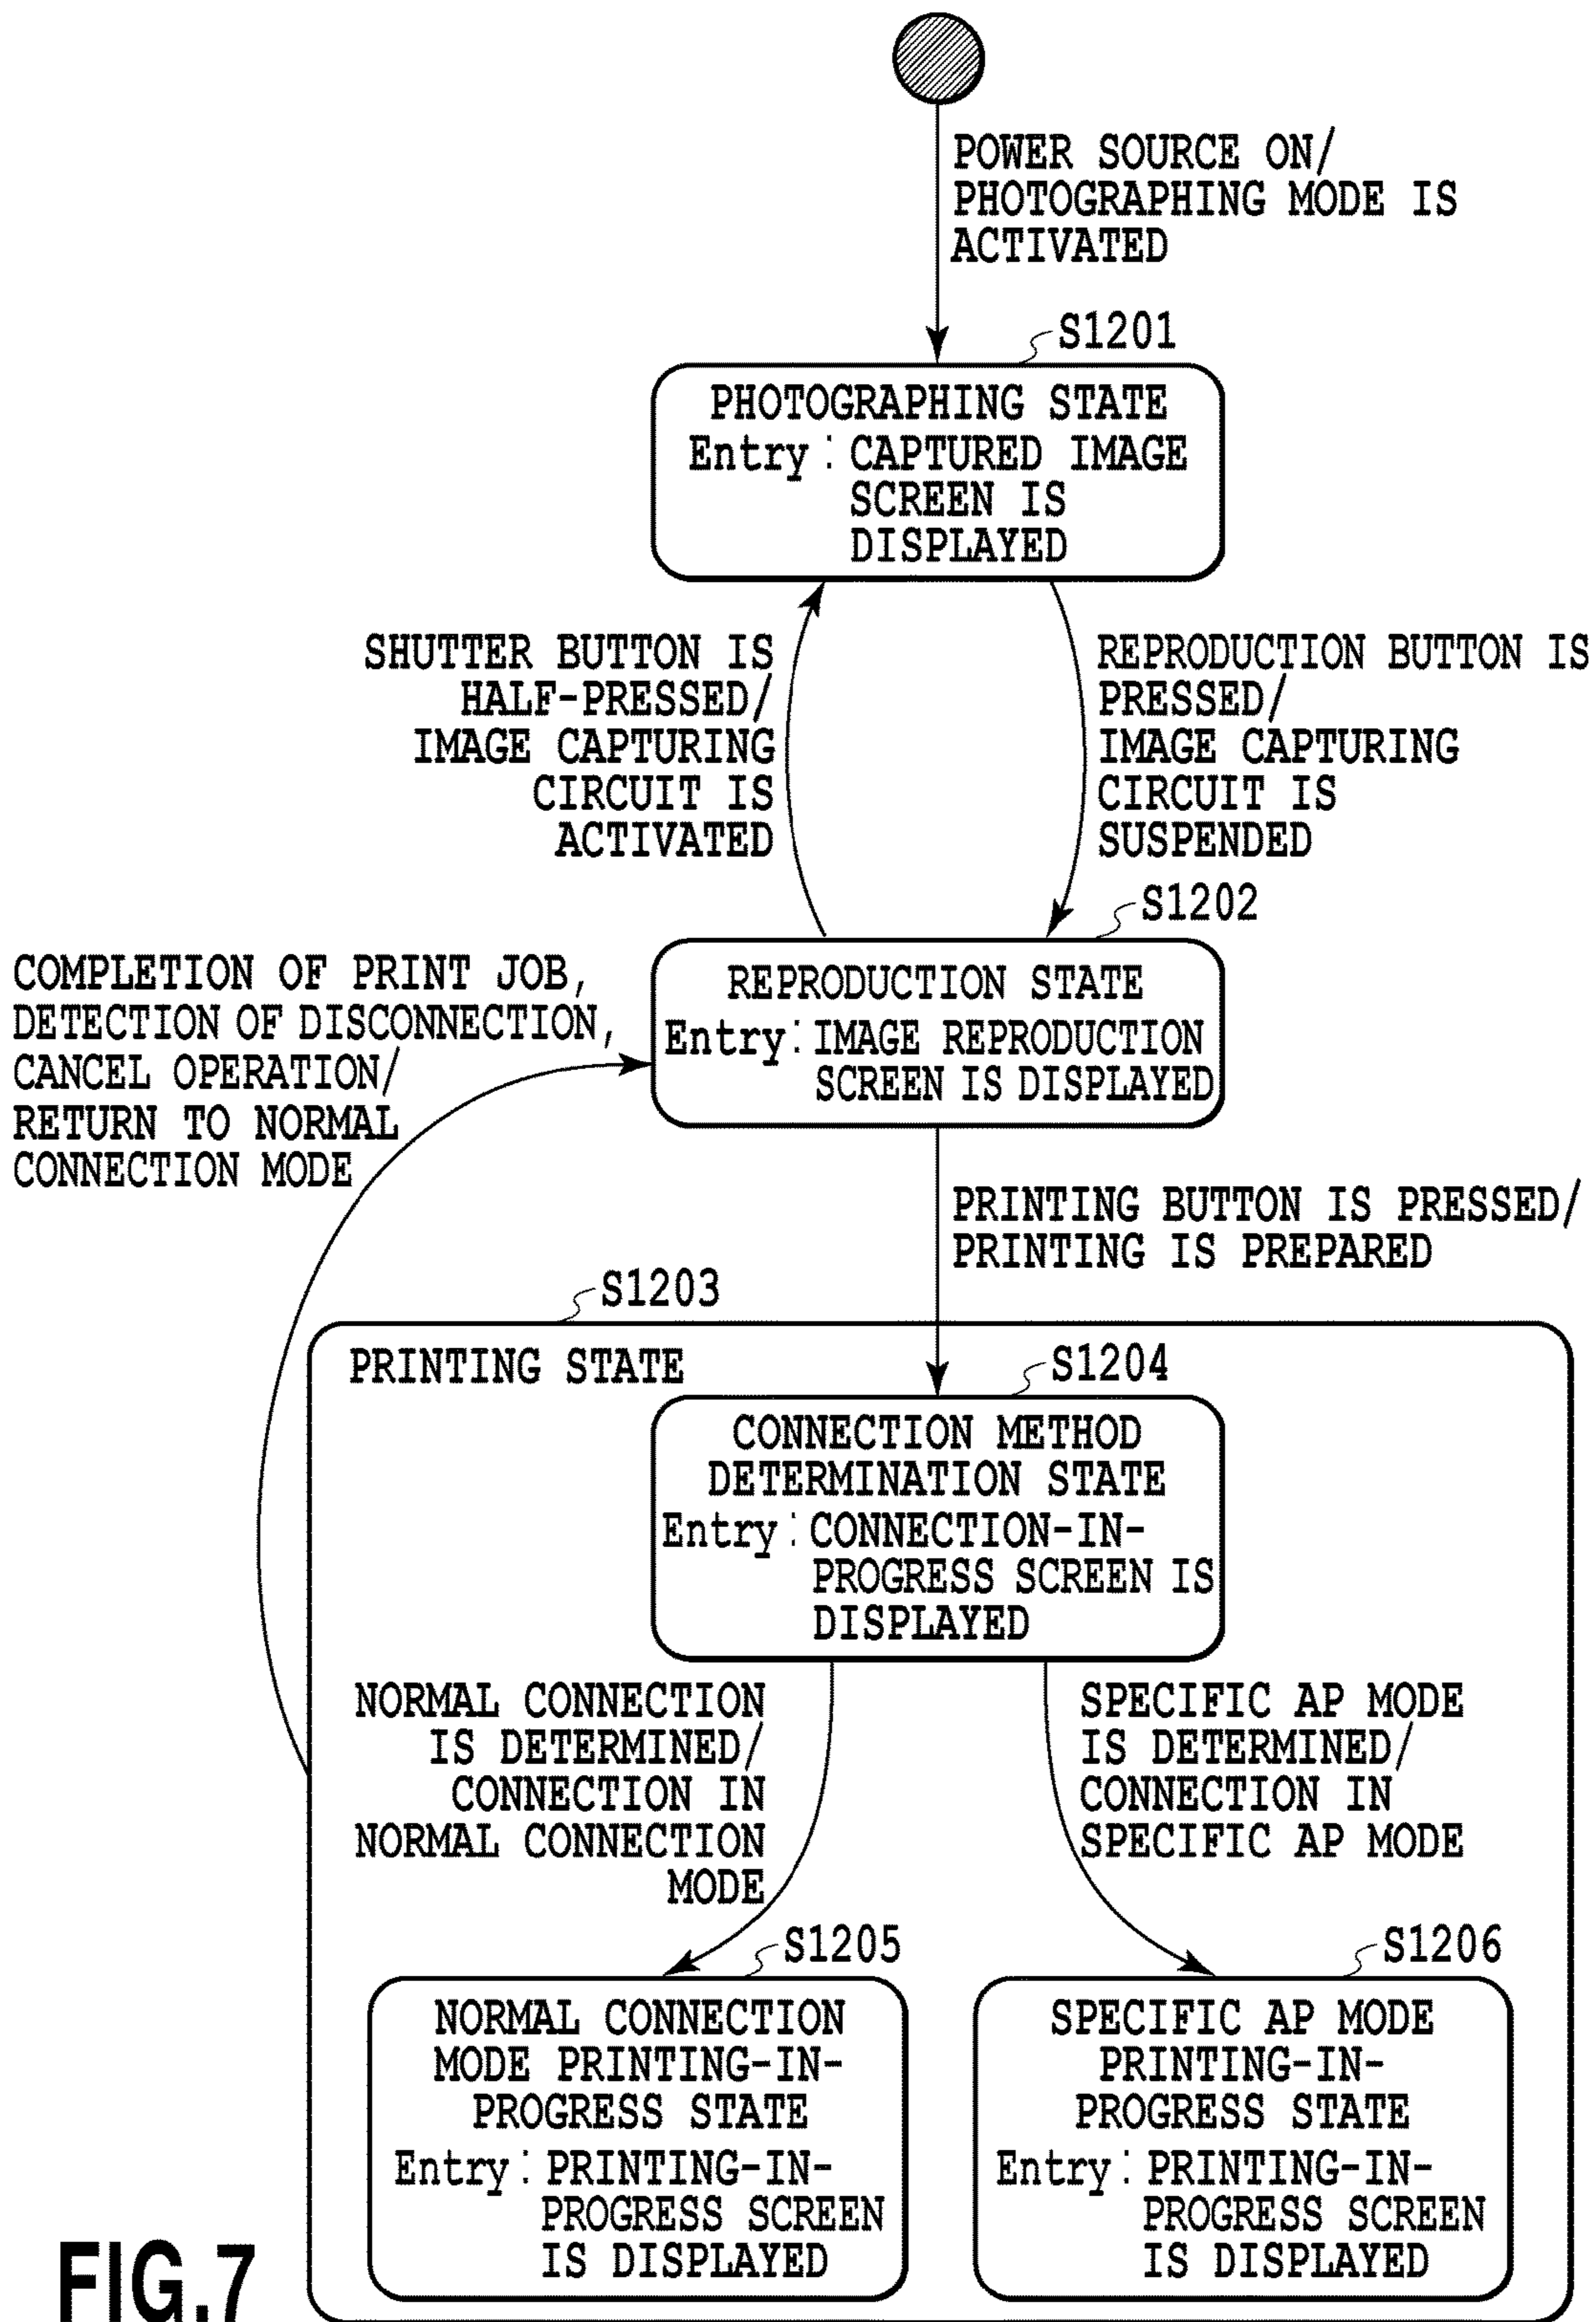 POWER SOURCE ON/
PHOTOGRAPHING MODE IS
ACTIVATED
S1201
PHOTOGRAPHING STATE
Entry: CAPTURED IMAGE
SCREEN IS
DISPLAYED
SHUTTER BUTTON IS
HALF-PRESSED/
IMAGE CAPTURING
CIRCUIT IS
ACTIVATED
REPRODUCTION BUTTON IS
PRESSED/
IMAGE CAPTURING
CIRCUIT IS
SUSPENDED
S1202
REPRODUCTION STATE
Entry: IMAGE REPRODUCTION
SCREEN IS DISPLAYED
COMPLETION OF PRINT JOB,
DETECTION OF DISCONNECTION,
CANCEL OPERATION/
RETURN TO NORMAL
CONNECTION MODE
PRINTING BUTTON IS PRESSED/
PRINTING IS PREPARED
S1203
PRINTING STATE
S1204
CONNECTION METHOD
DETERMINATION STATE
Entry: CONNECTION-IN-
PROGRESS SCREEN IS
DISPLAYED
NORMAL CONNECTION
IS DETERMINED/
CONNECTION IN
NORMAL CONNECTION
MODE
SPECIFIC AP MODE
IS DETERMINED/
CONNECTION IN
SPECIFIC AP MODE
S1205
NORMAL CONNECTION
MODE PRINTING-IN-
PROGRESS STATE
Entry: PRINTING-IN-
PROGRESS SCREEN
IS DISPLAYED
S1206
SPECIFIC AP MODE
PRINTING-IN-
PROGRESS STATE
Entry: PRINTING-IN-
PROGRESS SCREEN
IS DISPLAYED
FIG.7